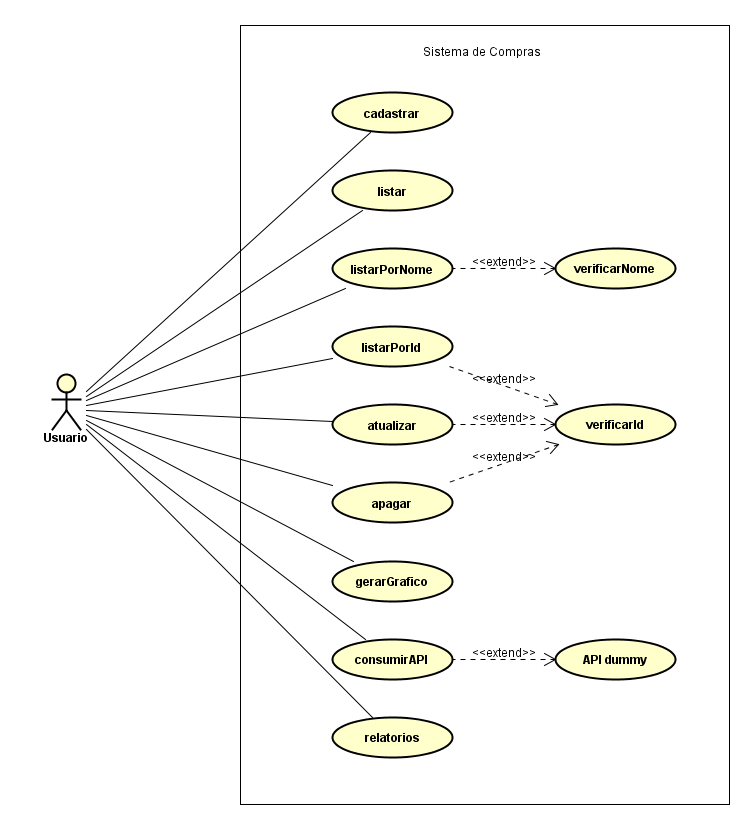 Sistema de Compras
cadastrar
listar
listarPorNome
<<extend>>
verificarNome
listarPorId
<<extend>>
Usuario
atualizar
<<extend>>
verificarId
<<extend>>
apagar
gerarGrafico
consumirAPI
<<extend>>
API dummy
relatorios